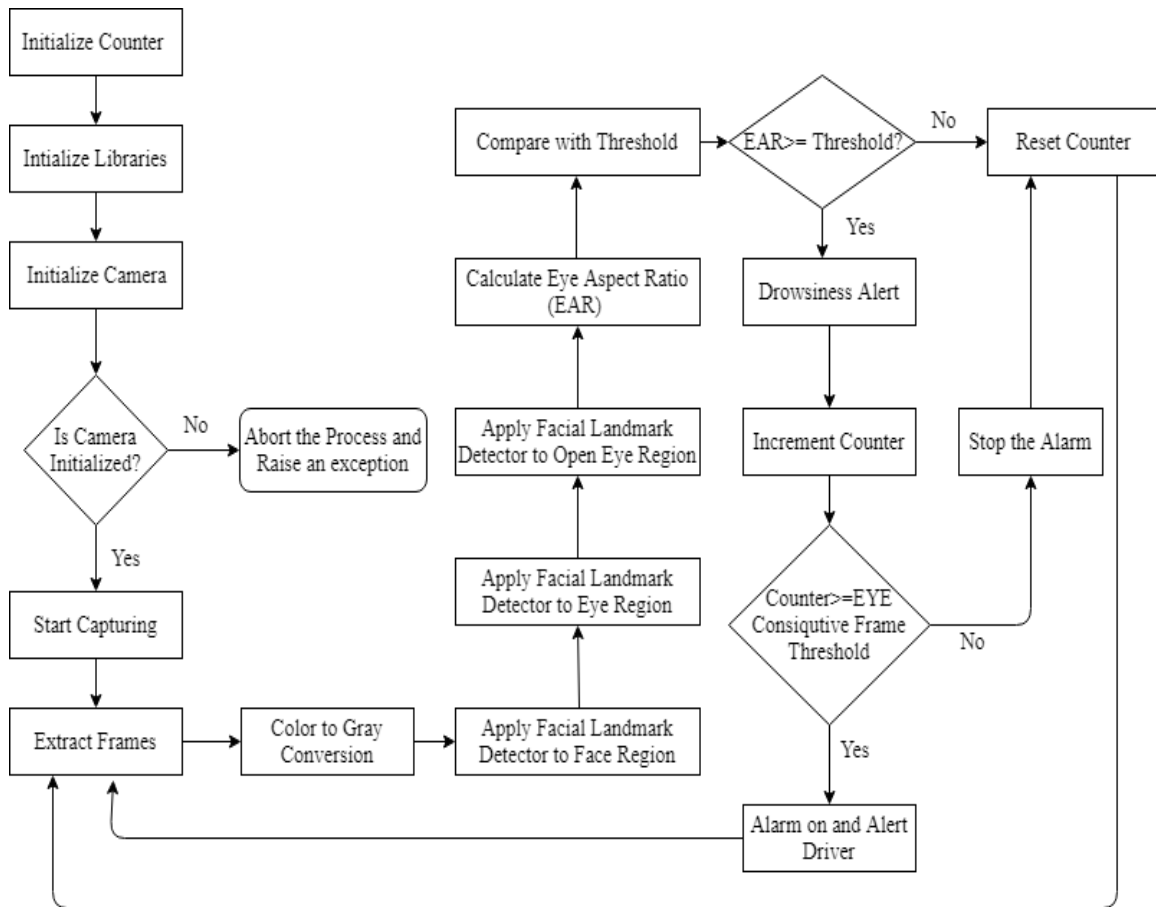 Initialize Counter
Intialize Libraries
Initialize Camera
Is Camera
Initialized?
No
Abort the Process and
Raise an exception
Yes
Start Capturing
Extract Frames
Color to Gray
Conversion
Apply Facial Landmark
Detector to Face Region
Apply Facial Landmark
Detector to Eye Region
Apply Facial Landmark
Detector to Open Eye Region
Calculate Eye Aspect Ratio
(EAR)
Compare with Threshold
EAR>= Threshold?
No
Reset Counter
Yes
Drowsiness Alert
Increment Counter
Stop the Alarm
Counter>=EYE
Consiqutive Frame
Threshold
No
Yes
Alarm on and Alert
Driver